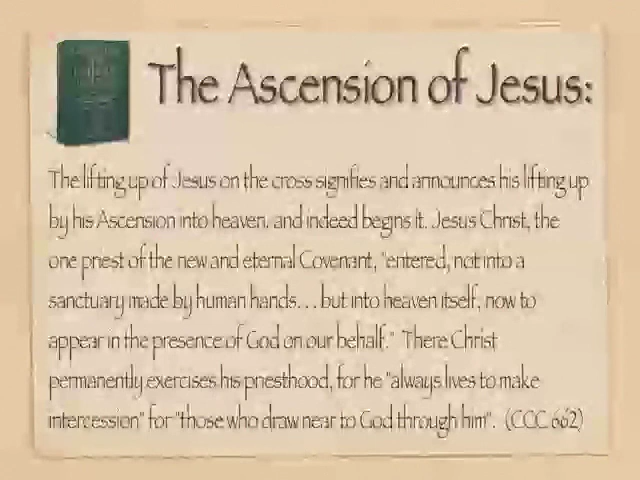 The Ascension of Jesus:
The lifting up of Jesus on the cross signifies and announces his lifting up
by his Ascension into heaven, and indeed begins it. Jesus Christ, the
one priest of the new and eternal Covenant, "entered, not into a
sanctuary made by human hands...but into heaven itself, now to
appear in the presence of God on our behalf." There Christ
permanently exercises his priesthood, for he "always lives to make
intercession" for "those who draw near to God through him". (CCC 662)